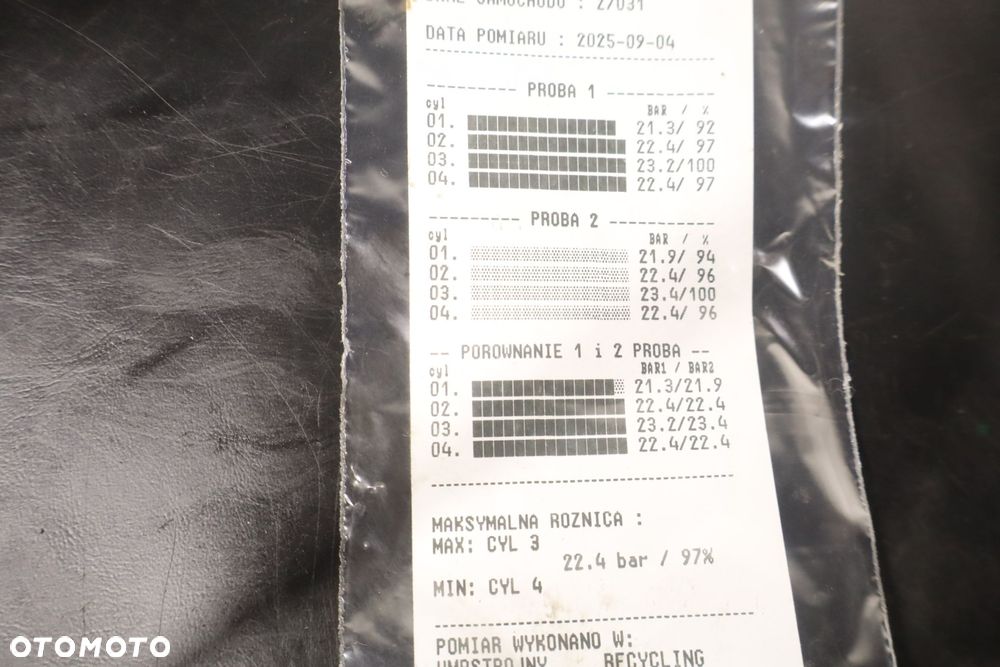 SAMOCHODU : Z7031
DATA POMIARU : 2025-09-04
--------- PROBA 1 -----------
cyl BAR / %
01. 21.3/ 92
02. 22.4/ 97
03. 23.2/100
04. 22.4/ 97
--------- PROBA 2 -----------
cyl BAR / %
01. 21.9/ 94
02. 22.4/ 96
03. 23.4/100
04. 22.4/ 96
-- POROWNANIE 1 i 2 PROBA --
cyl BAR1 / BAR2
01. 21.3/21.9
02. 22.4/22.4
03. 23.2/23.4
04. 22.4/22.4
MAKSYMALNA ROZNICA :
MAX: CYL 3
22.4 bar / 97%
MIN: CYL 4
POMIAR WYKONANO W:
RECYCLING
OTOMOTO